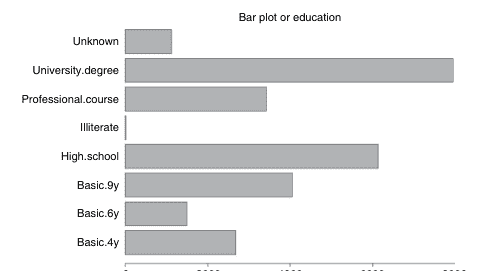 Bar plot or education
Unknown
University.degree
Professional.course
Illiterate
High.school
Basic.9y
Basic.6y
Basic.4y